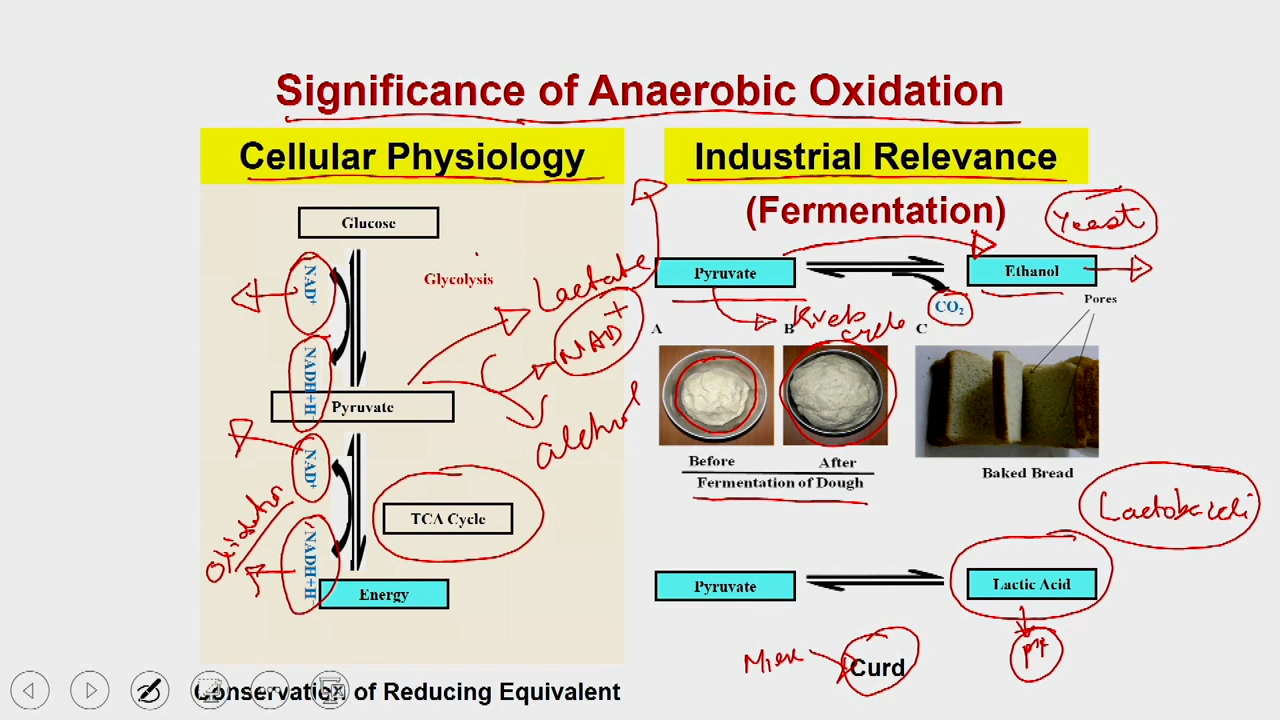 Significance of Anaerobic Oxidation
Cellular Physiology
Glucose
NAD+
Glycolysis
NADH+H
Lactate
NAD+
alcohol
Pyruvate
NAD+
Oxidation
TCA Cycle
NADH+H
Energy
Conservation of Reducing Equivalent
Industrial Relevance
(Fermentation)
Yeast
Pyruvate
Ethanol
CO2
Kreb
cycle
Pores
A B C
Before After
Fermentation of Dough
Baked Bread
Lactobacilli
Pyruvate
Lactic Acid
pH
Curd